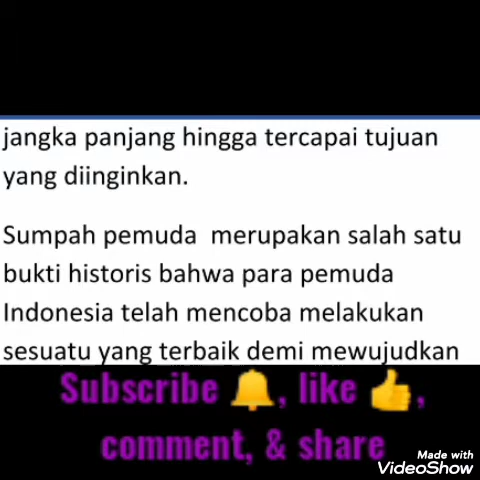 jangka panjang hingga tercapai tujuan
yang diinginkan.
Sumpah pemuda  merupakan salah satu
bukti historis bahwa para pemuda
Indonesia telah mencoba melakukan
sesuatu yang terbaik demi mewujudkan
Subscribe 🔔, like 👍,
comment, & share
Made with
VideoShow